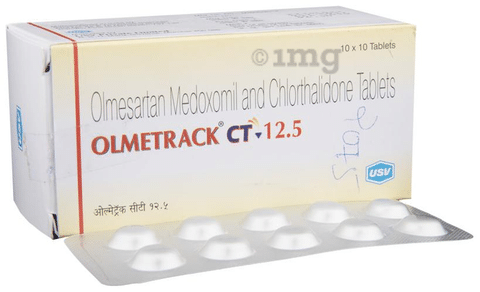 ©1mg
10 x 10 Tablets
Olmesartan Medoxomil and Chlorthalidone Tablets
OLMETRACK® CT 12.5
USV
ओल्मेट्रॅक सीटी १२.५